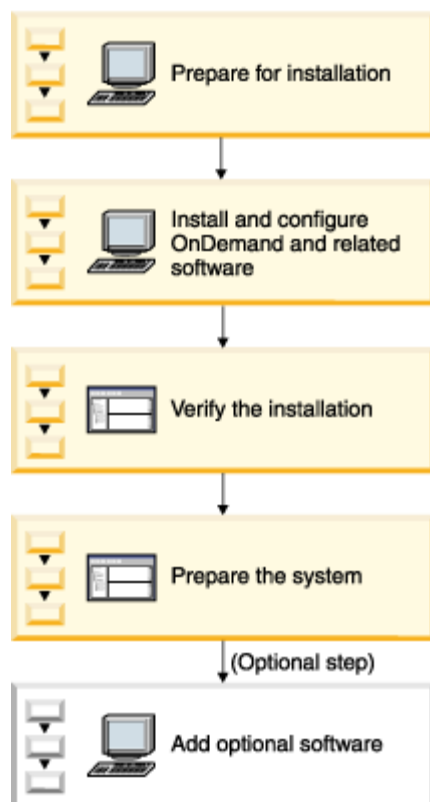 Prepare for installation
Install and configure
OnDemand and related
software
Verify the installation
Prepare the system
(Optional step)
Add optional software